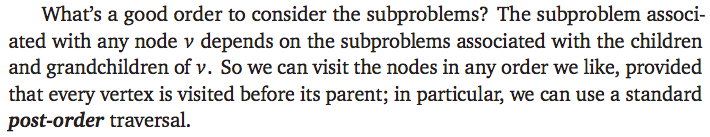 What's a good order to consider the subproblems? The subproblem associ-
ated with any node v depends on the subproblems associated with the children
and grandchildren of v. So we can visit the nodes in any order we like, provided
that every vertex is visited before its parent; in particular, we can use a standard
post-order traversal.